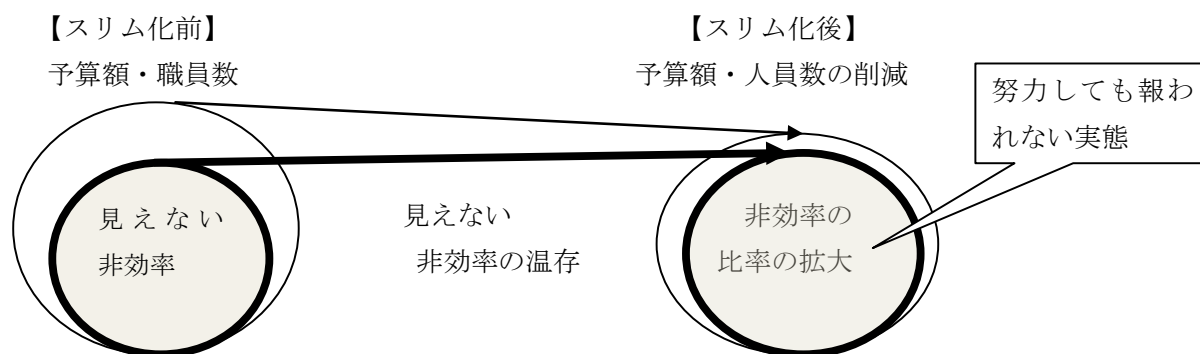 【スリム化前】
予算額・職員数
【スリム化後】
予算額・人員数の削減
努力しても報わ
れない実態
見えない
非効率
見えない
非効率の温存
非効率の
比率の拡大